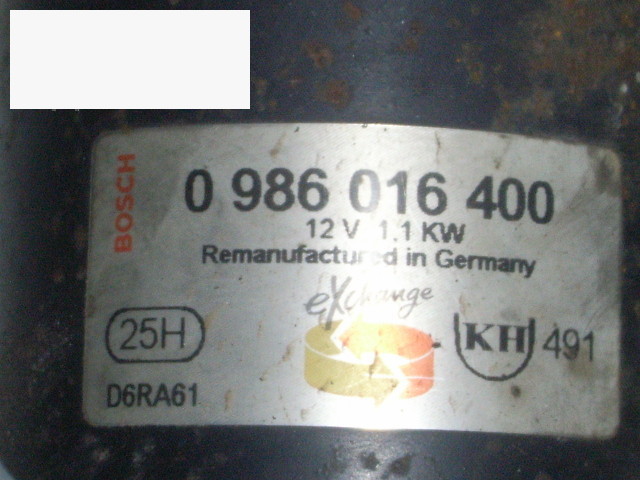 BOSCH
0 986 016 400
12 V 1.1 KW
Remanufactured in Germany
eXchange
25H
KH 491
D6RA61